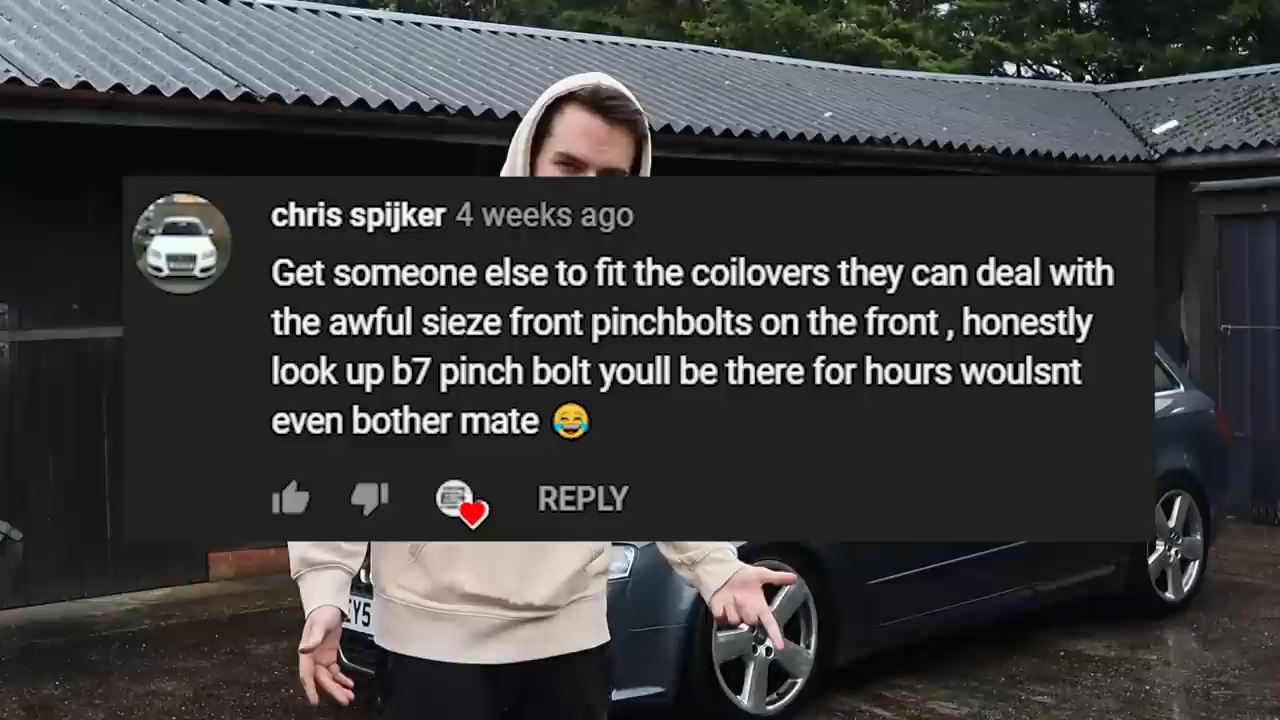 chris spijker 4 weeks ago
Get someone else to fit the coilovers they can deal with
the awful sieze front pinchbolts on the front , honestly
look up b7 pinch bolt youll be there for hours woulsnt
even bother mate 😂
REPLY
EY5